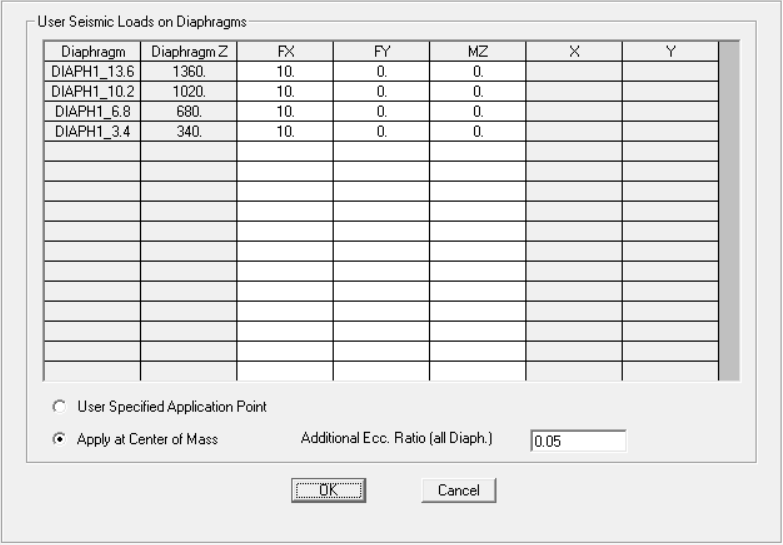 User Seismic Loads on Diaphragms
Diaphragm Diaphragm Z FX FY MZ X Y
DIAPH1_13.6 1360. 10. 0. 0.
DIAPH1_10.2 1020. 10. 0. 0.
DIAPH1_6.8 680. 10. 0. 0.
DIAPH1_3.4 340. 10. 0. 0.
User Specified Application Point
Apply at Center of Mass Additional Ecc. Ratio (all Diaph.) 0.05
OK Cancel